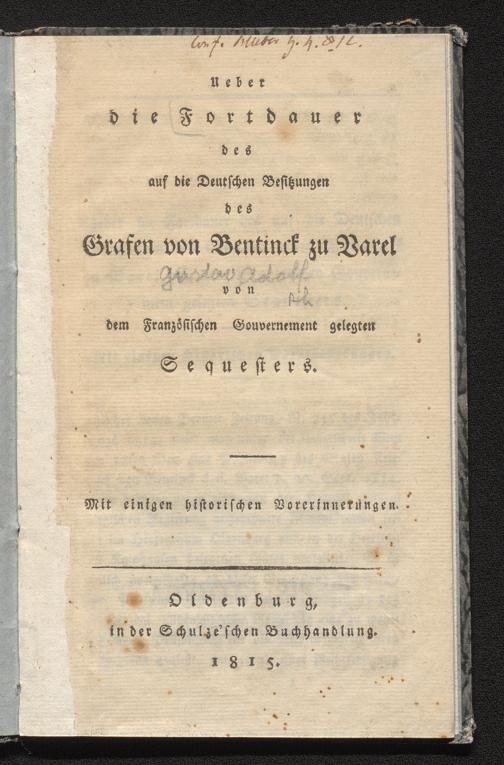 Ueber
die Fortdauer
des
auf die Deutschen Besitzungen
des
Grafen von Bentinck zu Varel
Gustav Adolf
von
dem Französischen Gouvernement gelegten
Sequesters.
Mit einigen historischen Vorerinnerungen.
Oldenburg,
in der Schulze'schen Buchhandlung.
1815.